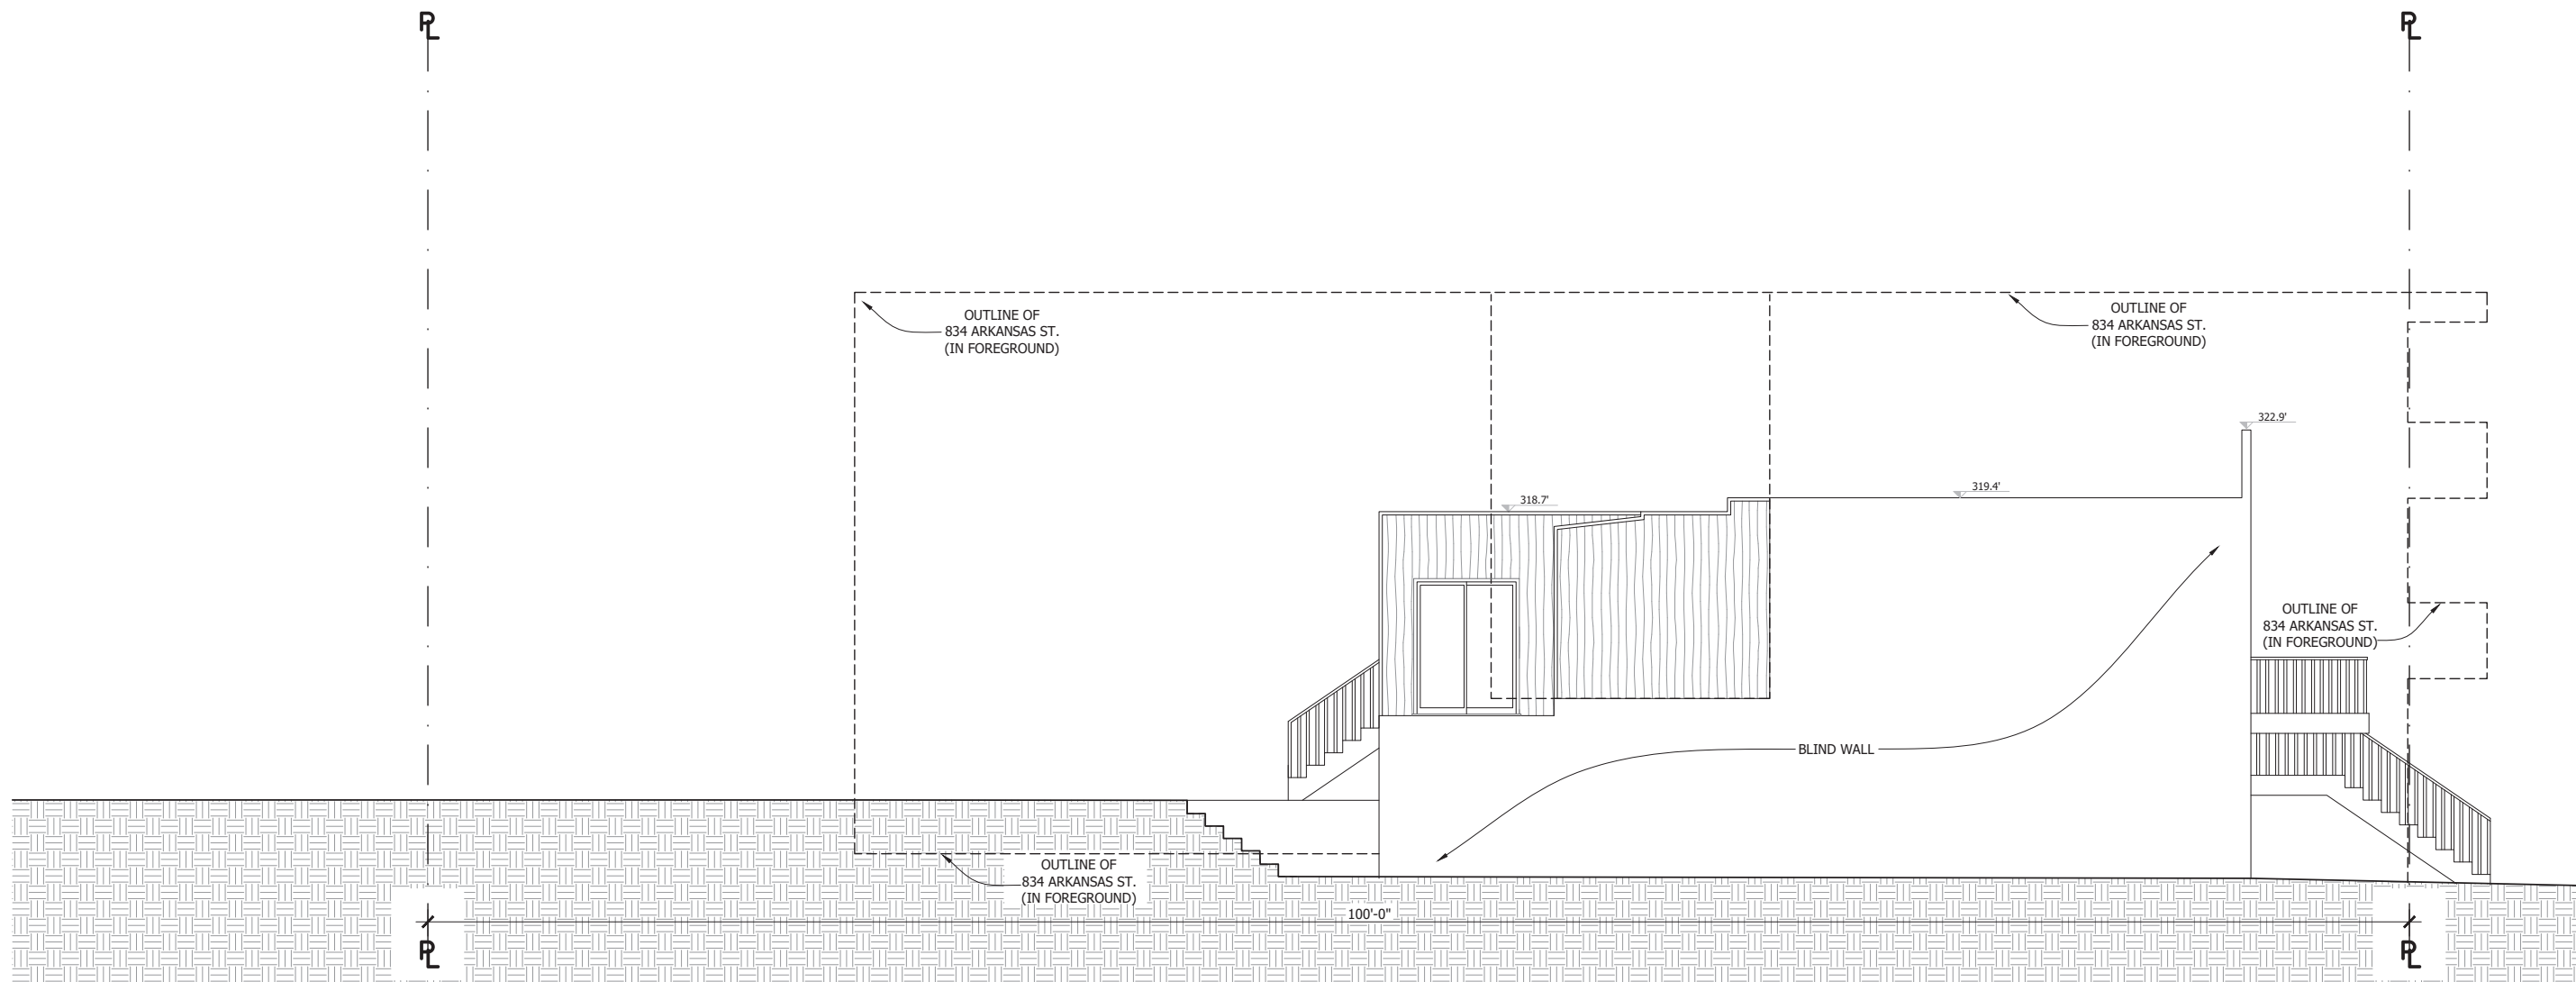 PL
PL
OUTLINE OF
834 ARKANSAS ST.
(IN FOREGROUND)
OUTLINE OF
834 ARKANSAS ST.
(IN FOREGROUND)
322.9'
318.7'
319.4'
OUTLINE OF
834 ARKANSAS ST.
(IN FOREGROUND)
BLIND WALL
OUTLINE OF
834 ARKANSAS ST.
(IN FOREGROUND)
100'-0"
PL
PL